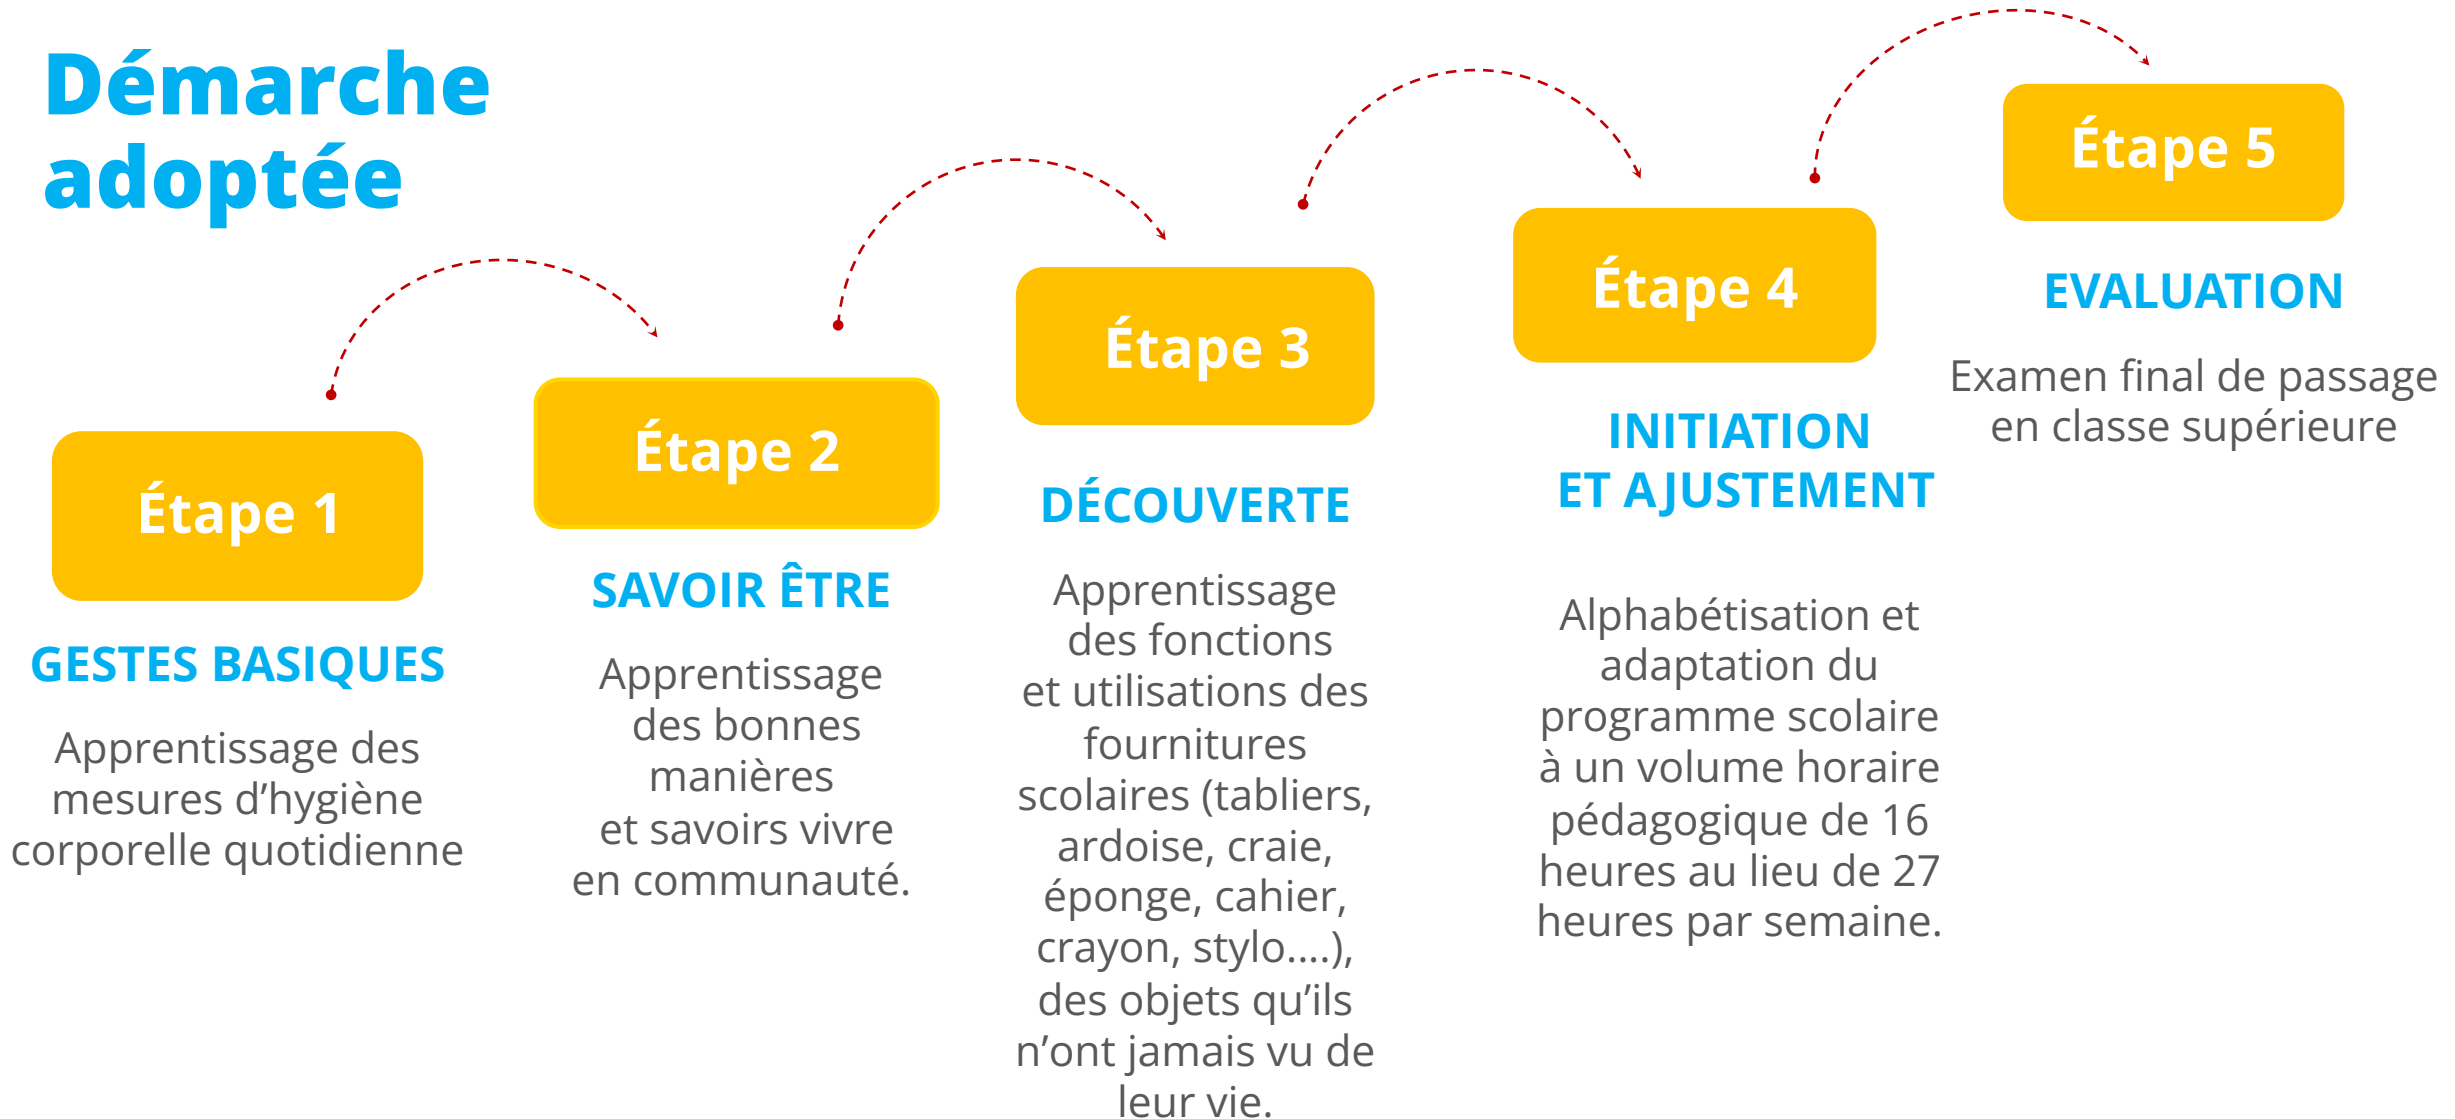 Démarche
adoptée
Étape 1
GESTES BASIQUES
Apprentissage des
mesures d’hygiène
corporelle quotidienne
Étape 2
SAVOIR ÊTRE
Apprentissage
des bonnes
manières
et savoirs vivre
en communauté.
Étape 3
DÉCOUVERTE
Apprentissage
des fonctions
et utilisations des
fournitures
scolaires (tabliers,
ardoise, craie,
éponge, cahier,
crayon, stylo....),
des objets qu’ils
n’ont jamais vu de
leur vie.
Étape 4
INITIATION
ET AJUSTEMENT
Alphabétisation et
adaptation du
programme scolaire
à un volume horaire
pédagogique de 16
heures au lieu de 27
heures par semaine.
Étape 5
EVALUATION
Examen final de passage
en classe supérieure